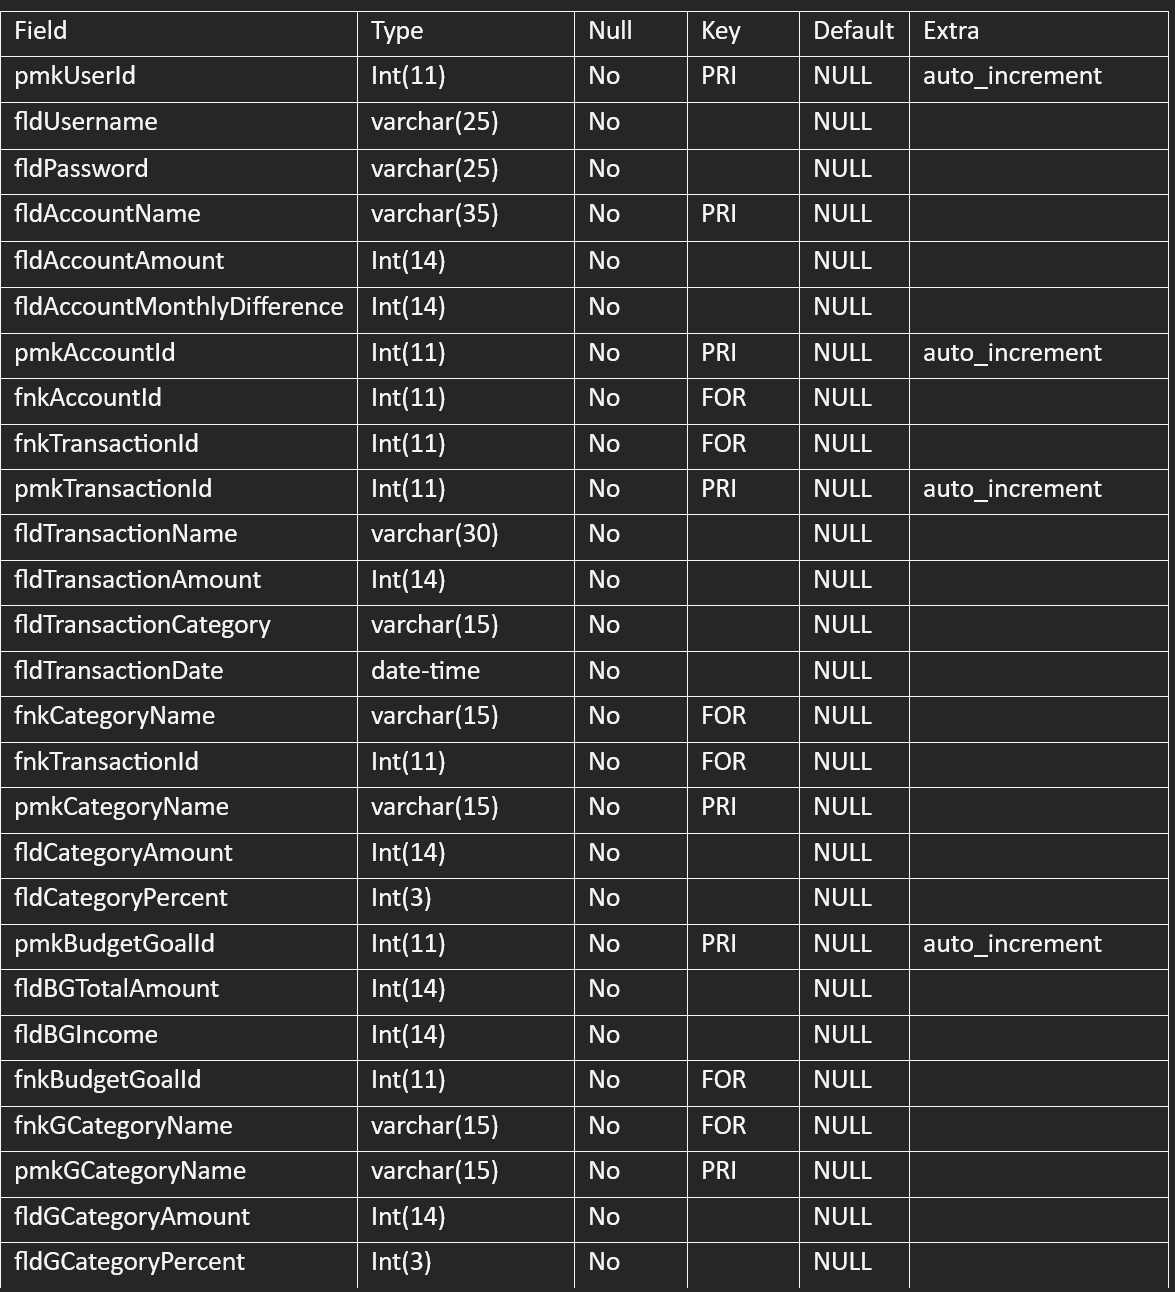 Field Type Null Key Default Extra
pmkUserId Int(11) No PRI NULL auto_increment
fldUsername varchar(25) No NULL
fldPassword varchar(25) No NULL
fldAccountName varchar(35) No PRI NULL
fldAccountAmount Int(14) No NULL
fldAccountMonthlyDifference Int(14) No NULL
pmkAccountId Int(11) No PRI NULL auto_increment
fnkAccountId Int(11) No FOR NULL
fnkTransactionId Int(11) No FOR NULL
pmkTransactionId Int(11) No PRI NULL auto_increment
fldTransactionName varchar(30) No NULL
fldTransactionAmount Int(14) No NULL
fldTransactionCategory varchar(15) No NULL
fldTransactionDate date-time No NULL
fnkCategoryName varchar(15) No FOR NULL
fnkTransactionId Int(11) No FOR NULL
pmkCategoryName varchar(15) No PRI NULL
fldCategoryAmount Int(14) No NULL
fldCategoryPercent Int(3) No NULL
pmkBudgetGoalId Int(11) No PRI NULL auto_increment
fldBGTotalAmount Int(14) No NULL
fldBGIncome Int(14) No NULL
fnkBudgetGoalId Int(11) No FOR NULL
fnkGCategoryName varchar(15) No FOR NULL
pmkGCategoryName varchar(15) No PRI NULL
fldGCategoryAmount Int(14) No NULL
fldGCategoryPercent Int(3) No NULL